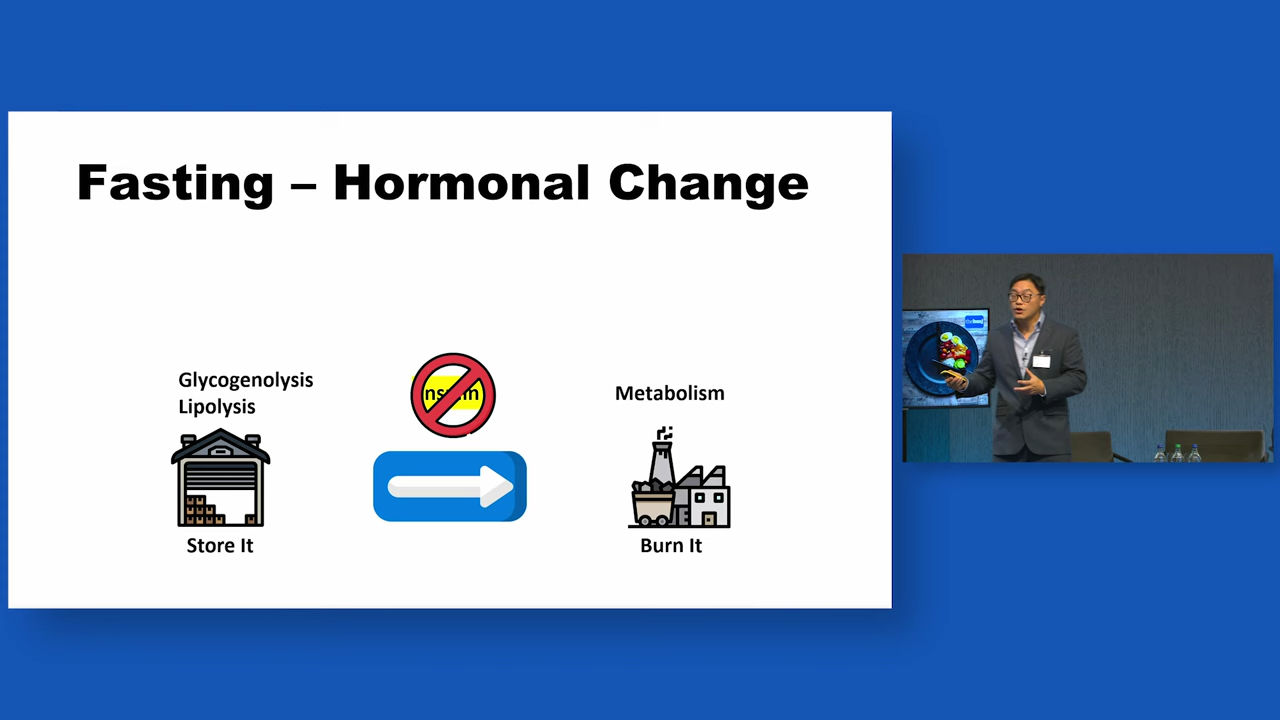 Fasting – Hormonal Change
Glycogenolysis
Lipolysis
Metabolism
Store It
Burn It